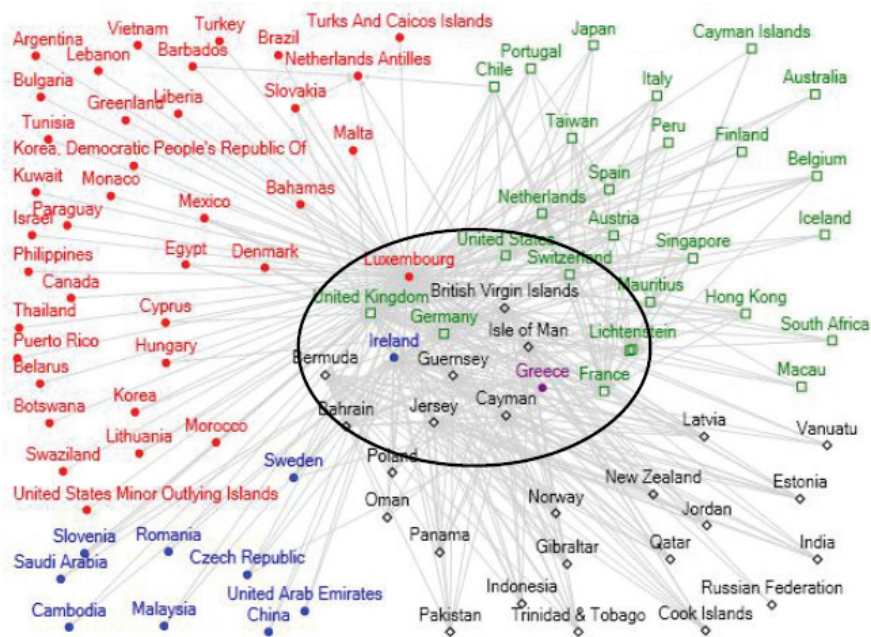 Turks And Caicos Islands
Vietnam
Turkey
Japan
Argentina
Lebanon
Barbados
Brazil
Netherlands Antilles
Portugal
Cayman Islands
Chile
Bulgaria
Greenland
Liberia
Slovakia
Italy
Australia
Tunisia
Malta
Taiwan
Peru
Finland
Korea, Democratic People's Republic Of
Kuwait
Monaco
Bahamas
Spain
Belgium
Israel
Paraguay
Mexico
Netherlands
Austria
Iceland
Philippines
Egypt
Denmark
Luxembourg
United States
Switzerland
Singapore
Canada
United Kingdom
British Virgin Islands
Mauritius
Hong Kong
Thailand
Cyprus
Germany
Isle of Man
Lichtenstein
South Africa
Puerto Rico
Hungary
Ireland
Bermuda
Guernsey
Greece
France
Macau
Belarus
Botswana
Korea
Bahrain
Jersey
Cayman
Latvia
Vanuatu
Swaziland
Lithuania
Morocco
Sweden
Poland
New Zealand
Estonia
United States Minor Outlying Islands
Oman
Norway
Jordan
Slovenia
Romania
Panama
Gibraltar
Qatar
India
Saudi Arabia
Czech Republic
Indonesia
Russian Federation
Cambodia
Malaysia
United Arab Emirates
China
Pakistan
Trinidad & Tobago
Cook Islands